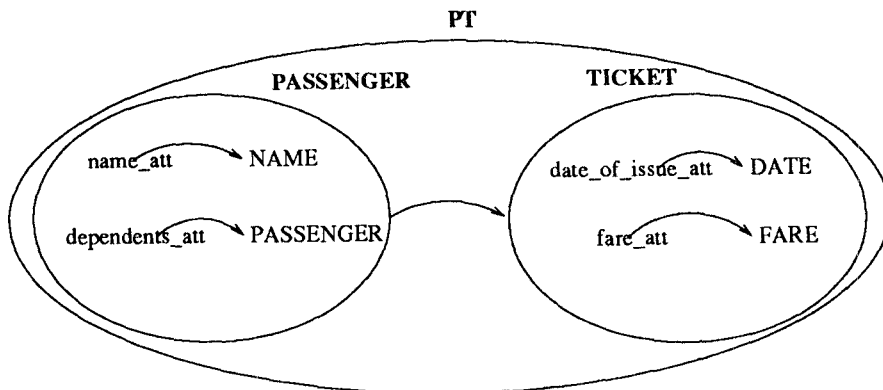 PT
PASSENGER
TICKET
name_att NAME
date_of_issue_att DATE
dependents_att PASSENGER
fare_att FARE